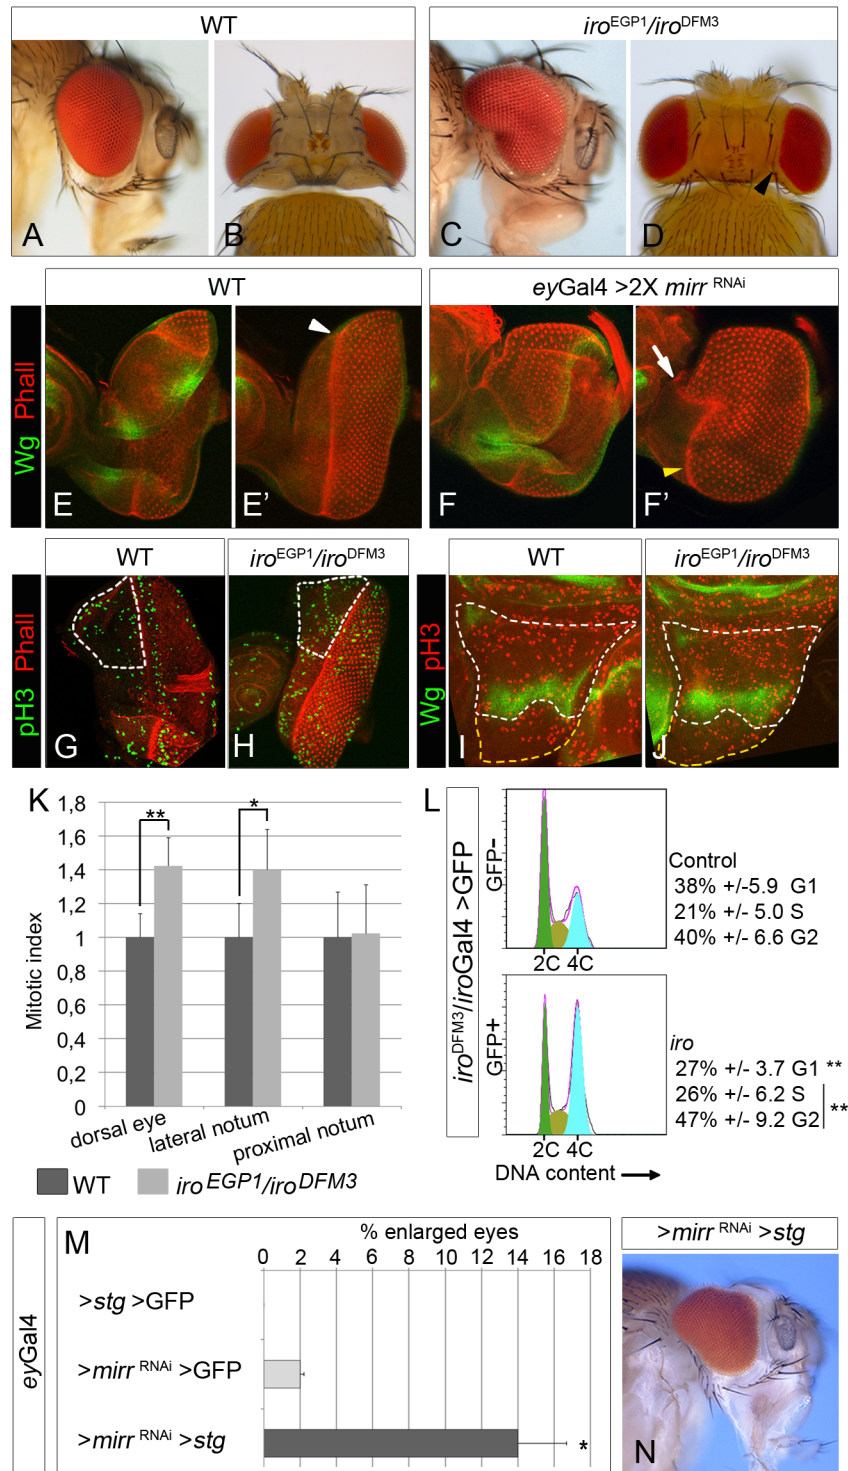 WT
iroEGP1/iroDFM3
A
B
C
D
WT
eyGal4 >2X mirr RNAi
Wg Phall
E
E’
F
F’
WT
iroEGP1/iroDFM3
WT
iroEGP1/iroDFM3
pH3 Phall
G
H
Wg pH3
I
J
K
Mitotic index
1,8
1,6
1,4
1,2
1
0,8
0,6
0,4
0,2
0
**
*
dorsal eye
lateral notum
proximal notum
WT
iroEGP1/iroDFM3
L
iroDFM3/iroGal4 >GFP
GFP-
2C 4C
Control
38% +/-5.9 G1
21% +/- 5.0 S
40% +/- 6.6 G2
GFP+
2C 4C
DNA content
iro
27% +/- 3.7 G1 **
26% +/- 6.2 S
47% +/- 9.2 G2
**
eyGal4
M
% enlarged eyes
0 2 4 6 8 10 12 14 16 18
>stg >GFP
>mirr RNAi >GFP
>mirr RNAi >stg
*
>mirr RNAi >stg
N